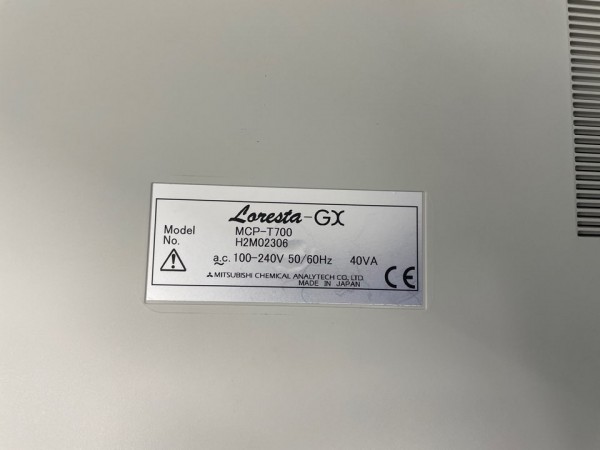 Loresta-GX
Model MCP-T700
No. H2M02306
a.c. 100-240V 50/60Hz 40VA
MITSUBISHI CHEMICAL ANALYTECH CO., LTD.
MADE IN JAPAN
CE